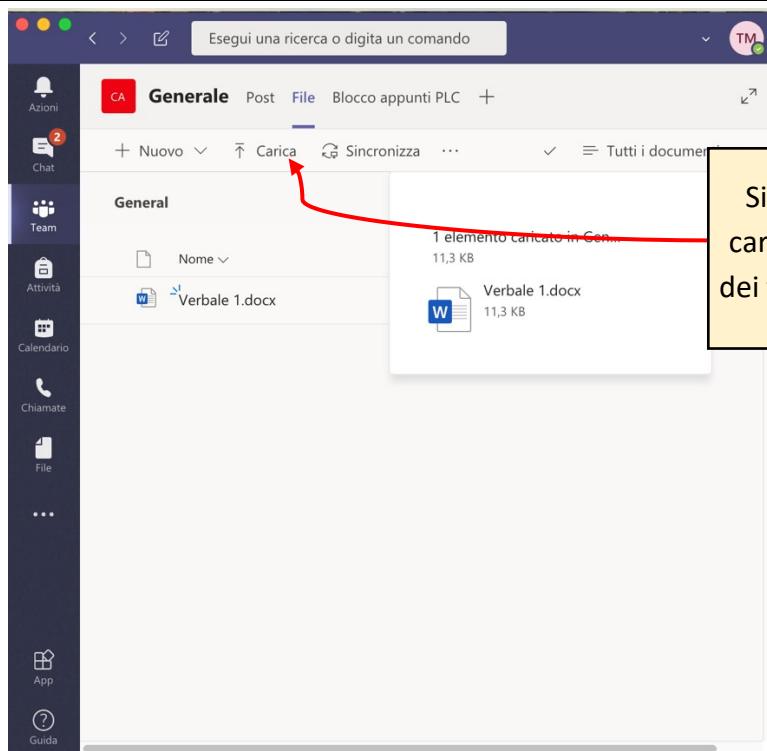 Esegui una ricerca o digita un comando
TM
Azioni
2
Chat
Team
Attività
Calendario
Chiamate
File
App
Guida
CA
Generale Post File Blocco appunti PLC +
+ Nuovo Carica Sincronizza ... Tutti i
General
Nome
Verbale 1.docx
1 elemento caricato in Gen...
11,3 KB
W
Verbale 1.docx
11,3 KB
Si
dei